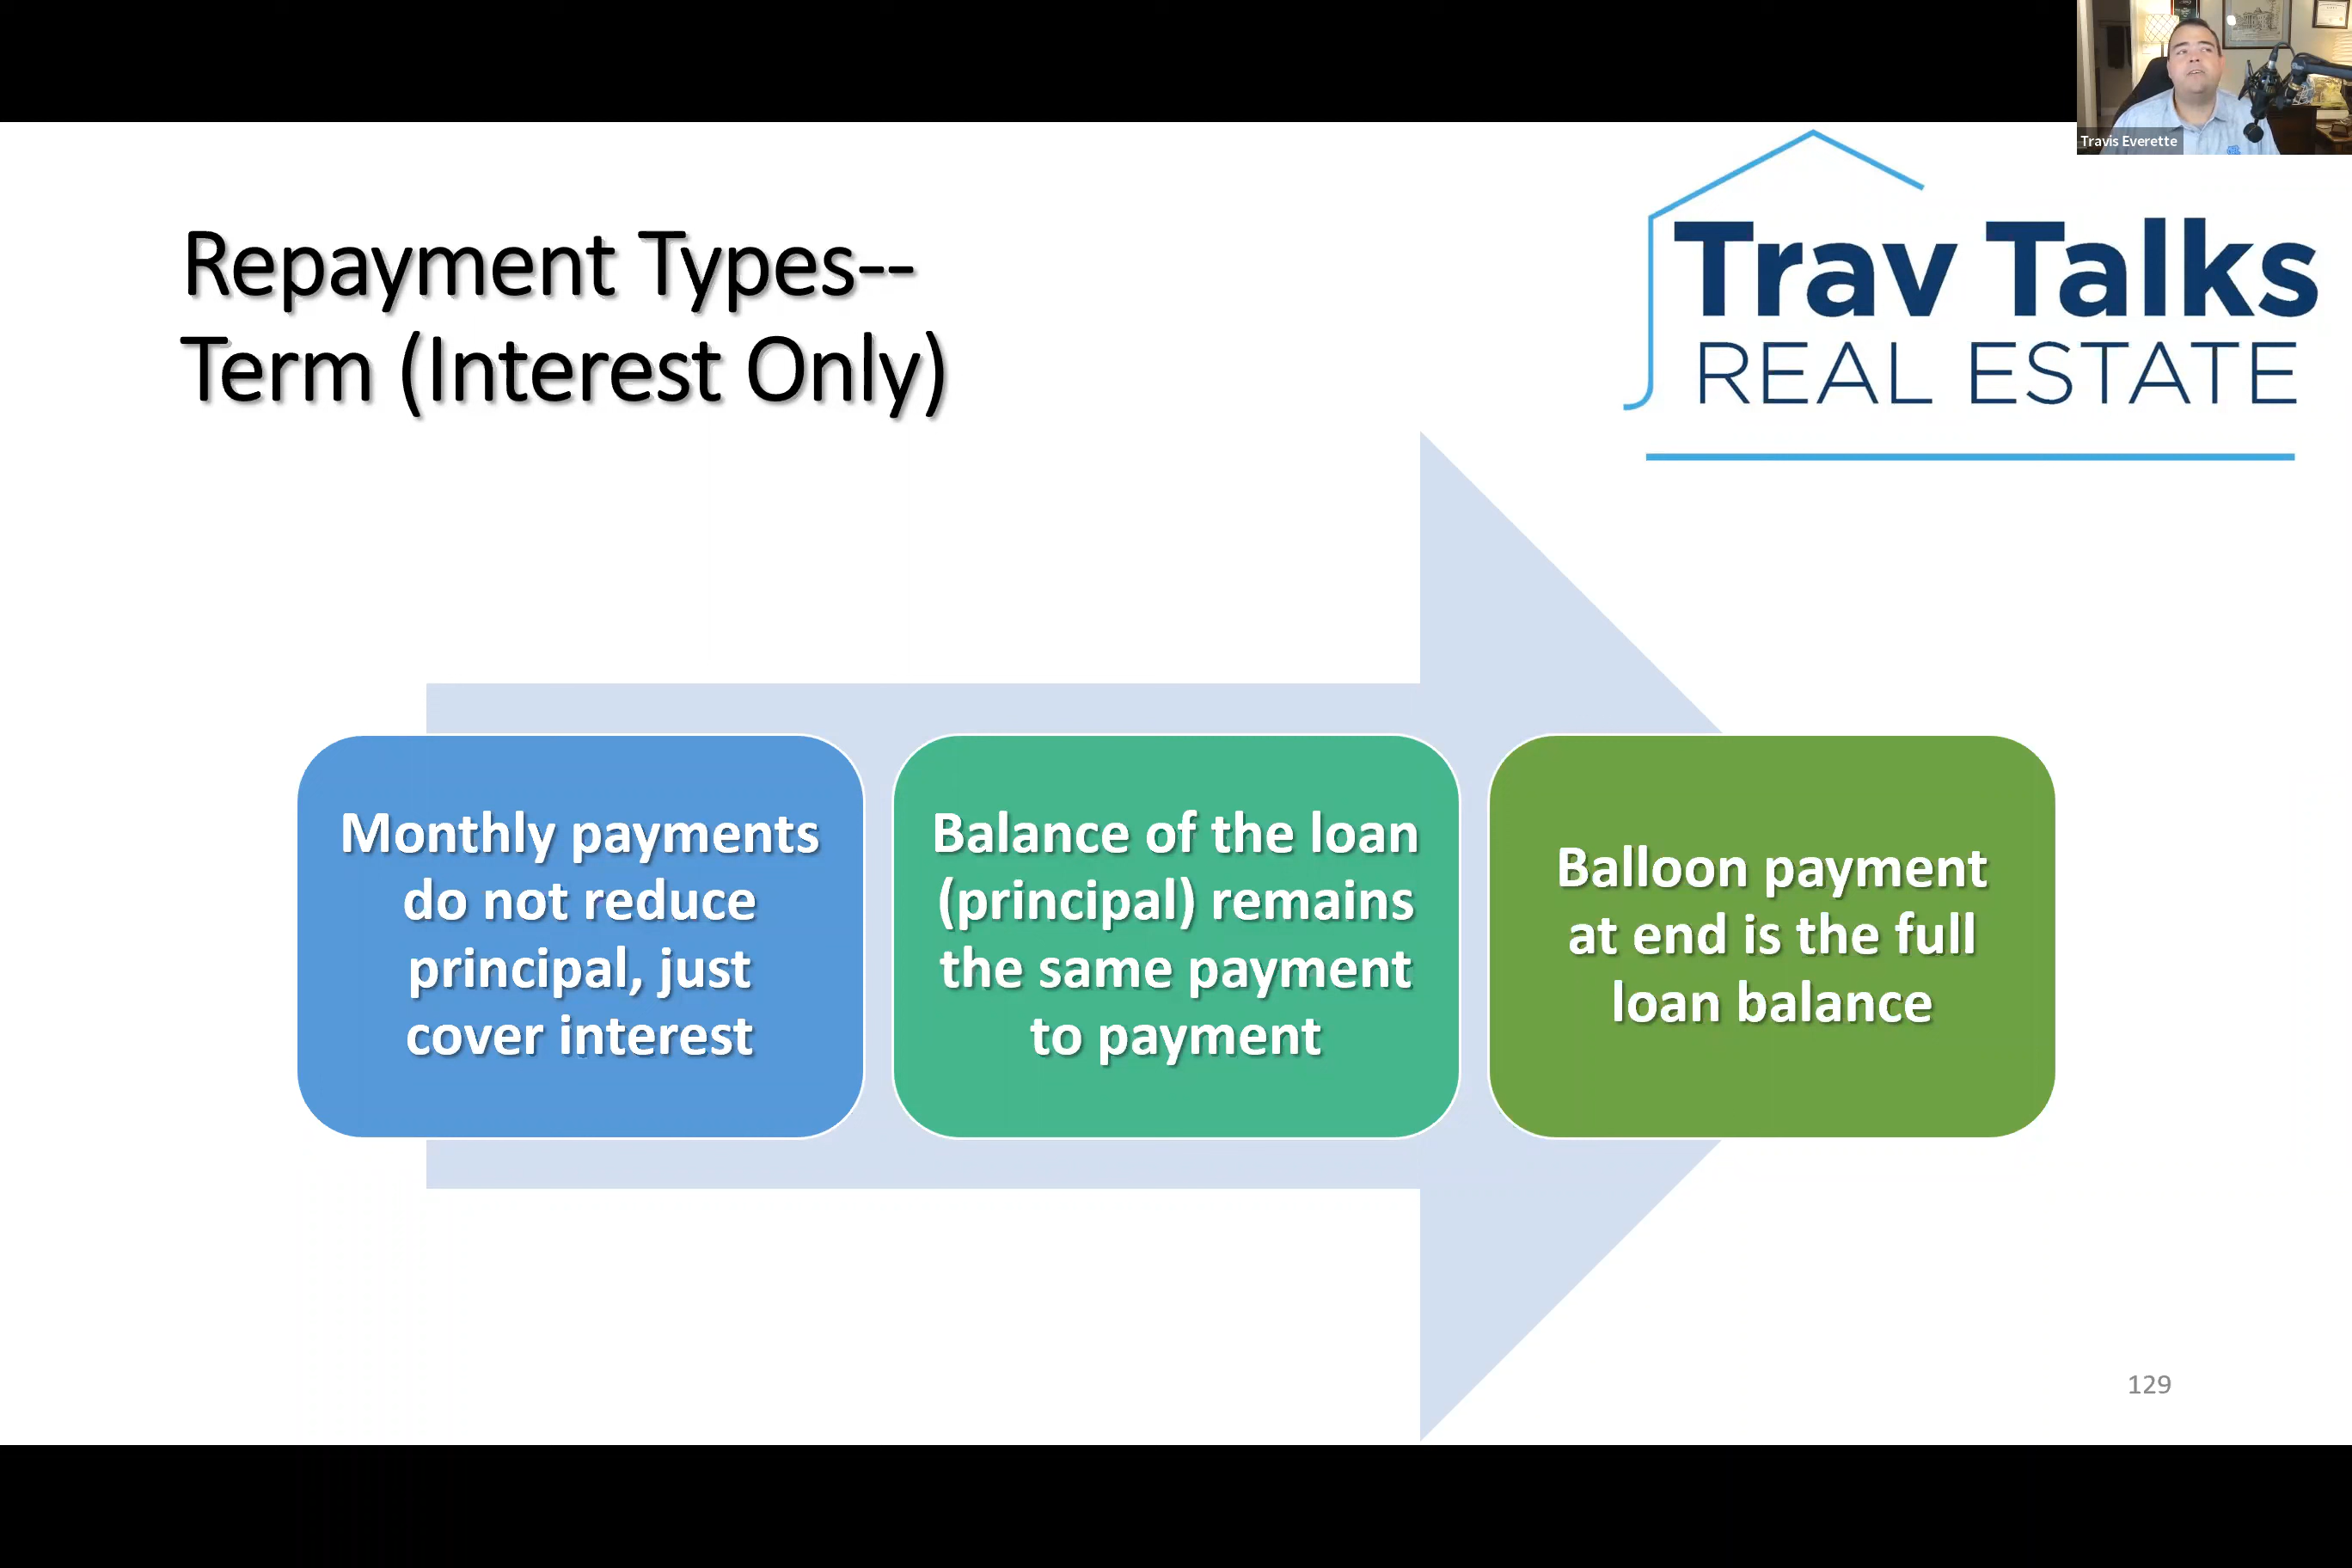 Travis Everette
Trav Talks
REAL ESTATE
Repayment Types--
Term (Interest Only)
Monthly payments
do not reduce
principal, just
cover interest
Balance of the loan
(principal) remains
the same payment
to payment
Balloon payment
at end is the full
loan balance
129